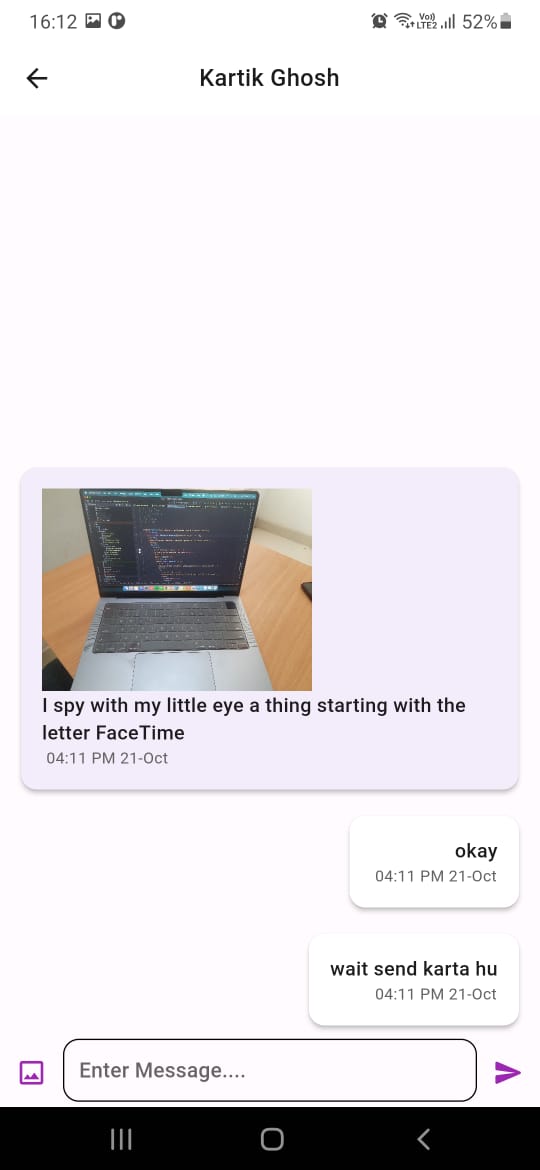 16:12
Vo)) LTE2 52%
Kartik Ghosh
I spy with my little eye a thing starting with the
letter FaceTime
04:11 PM 21-Oct
okay
04:11 PM 21-Oct
wait send karta hu
04:11 PM 21-Oct
Enter Message....